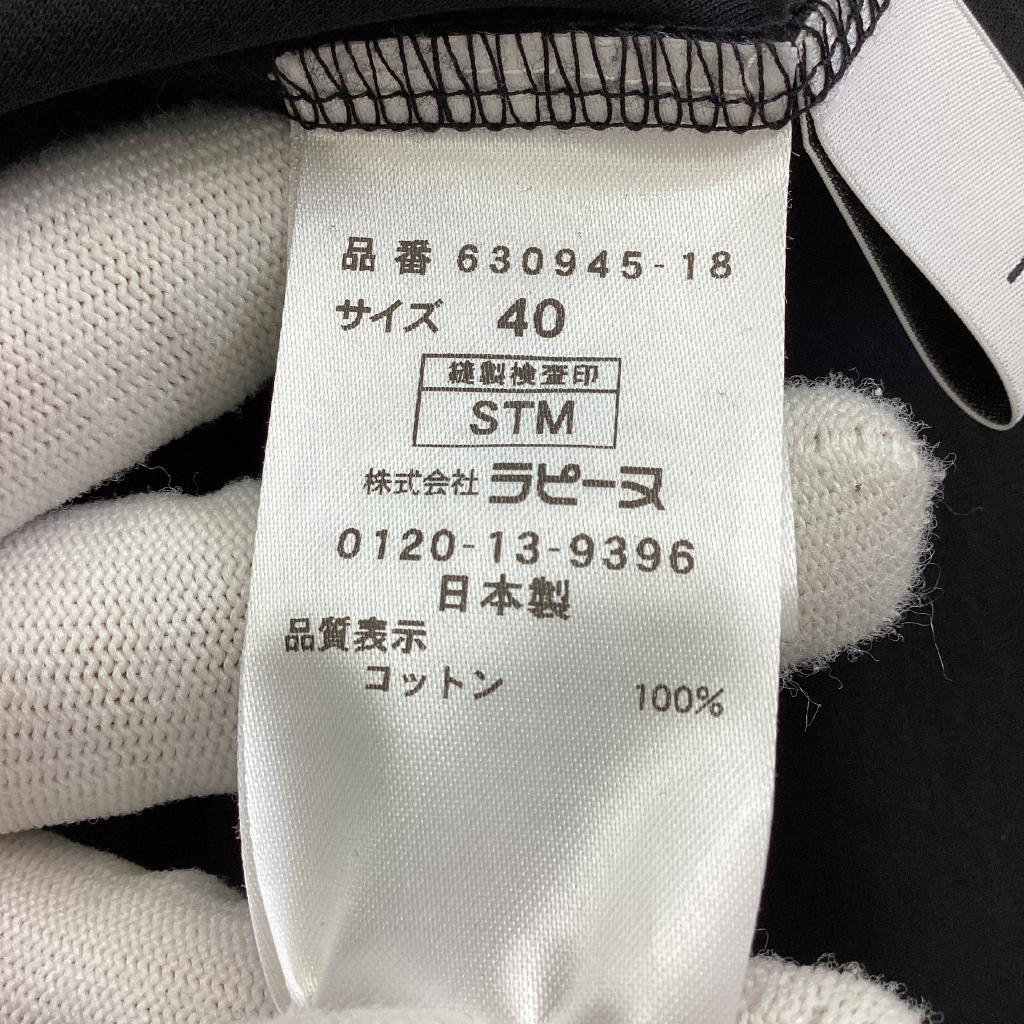 品番 630945-18
サイズ 40
縫製検査印
STM
株式会社 ラピーヌ
0120-13-9396
日本製
品質表示
コットン 100%